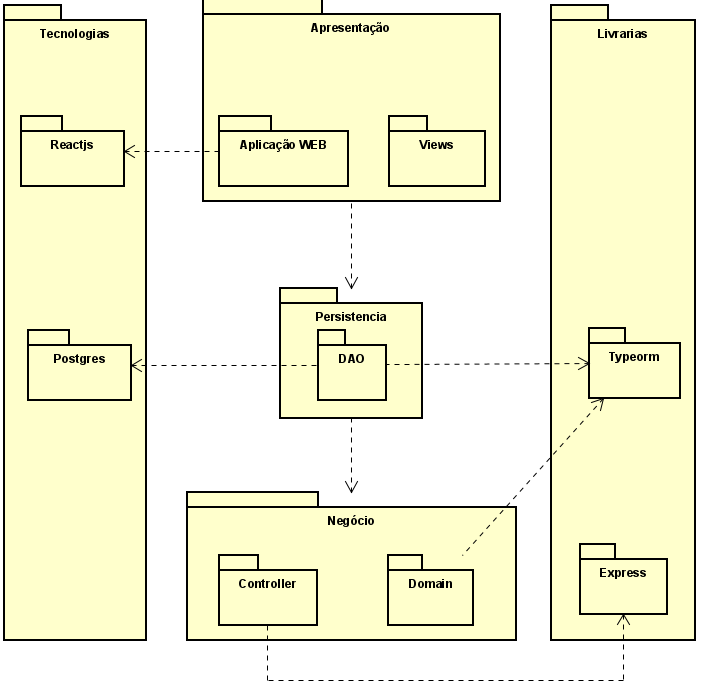 Tecnologias
Apresentação
Livrarias
Reactjs
Aplicação WEB
Views
Persistencia
Postgres
DAO
Typeorm
Negócio
Controller
Domain
Express